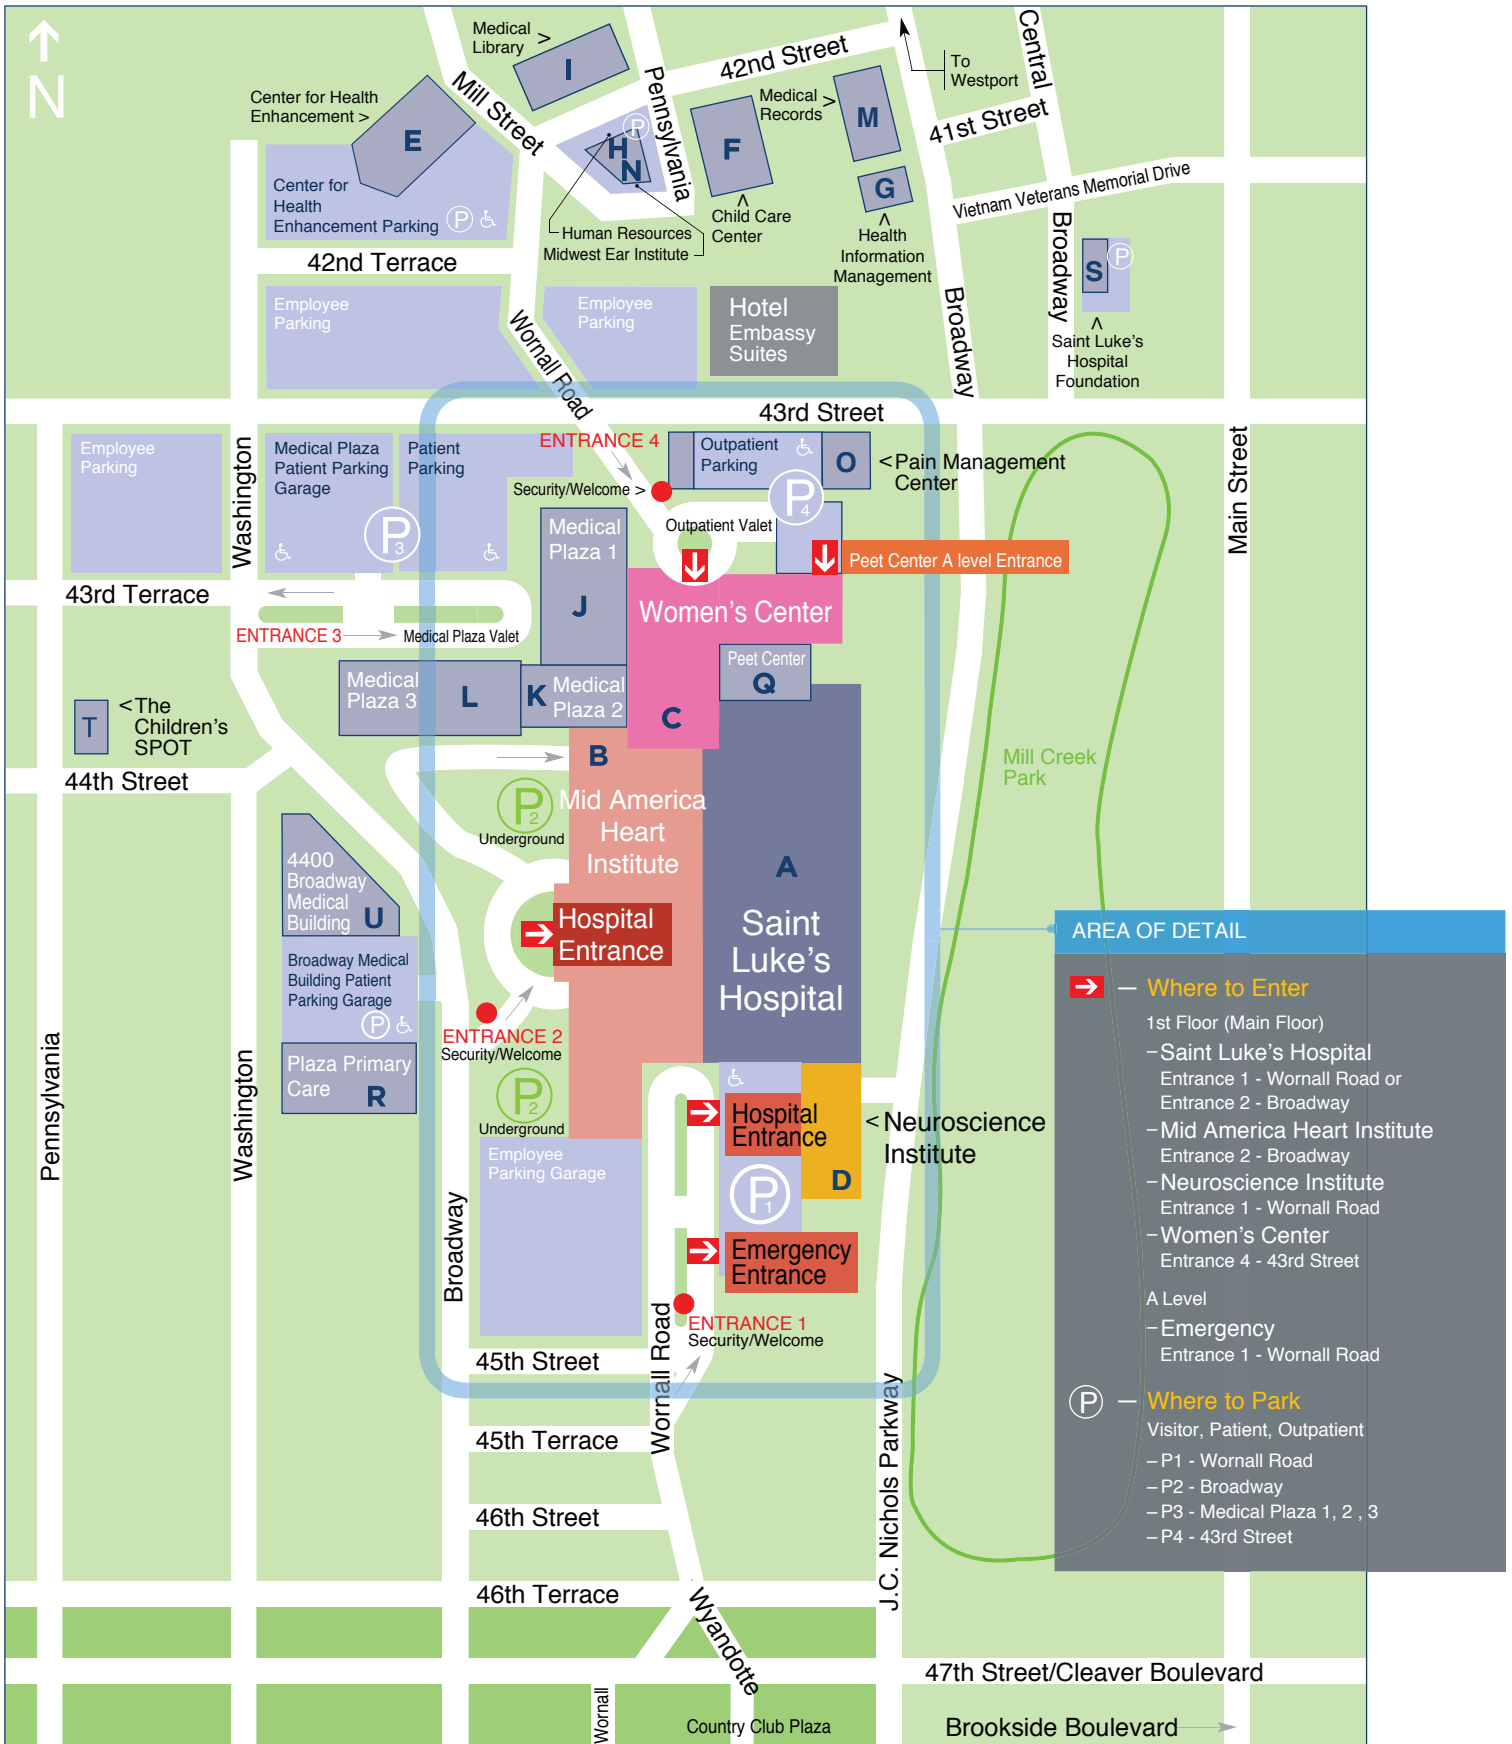 N
Medical
Library >
I
Mill Street
Pennsylvania
42nd Street
To
Westport
Central
41st Street
Center for Health
Enhancement >
E
Center for
Health
Enhancement Parking
P
P
H
N
Human Resources
Midwest Ear Institute
F
Child Care
Center
Medical
Records
>
M
G
Health
Information
Management
Vietnam Veterans Memorial Drive
Broadway
S
P
Saint Luke's
Hospital
Foundation
42nd Terrace
Employee
Parking
Employee
Parking
Wornall Road
Hotel
Embassy
Suites
Broadway
43rd Street
Employee
Parking
Washington
Medical Plaza
Patient Parking
Garage
P3
Patient
Parking
ENTRANCE 4
Security/Welcome >
Outpatient
Parking
O
<Pain Management
Center
P4
Main Street
Medical
Plaza 1
J
Outpatient Valet
Peet Center A level Entrance
43rd Terrace
ENTRANCE 3
Medical Plaza Valet
Women's Center
Medical
Plaza 3
L
K
Medical
Plaza 2
C
Peet Center
Q
T
<The
Children's
SPOT
44th Street
B
Mid America
Heart
Institute
P2
Underground
Mill Creek
Park
A
Saint
Luke's
Hospital
4400
Broadway
Medical
Building
U
Broadway Medical
Building Patient
Parking Garage
P
Hospital
Entrance
ENTRANCE 2
Security/Welcome
P2
Underground
Plaza Primary
Care
R
Pennsylvania
Washington
Broadway
Employee
Parking Garage
Hospital
Entrance
P1
D
<Neuroscience
Institute
Emergency
Entrance
ENTRANCE 1
Security/Welcome
Wornall Road
J.C. Nichols Parkway
45th Street
45th Terrace
46th Street
46th Terrace
Wyandotte
47th Street/Cleaver Boulevard
Wornall
Country Club Plaza
Brookside Boulevard
AREA OF DETAIL
– Where to Enter
1st Floor (Main Floor)
–Saint Luke's Hospital
Entrance 1 - Wornall Road or
Entrance 2 - Broadway
–Mid America Heart Institute
Entrance 2 - Broadway
–Neuroscience Institute
Entrance 1 - Wornall Road
–Women's Center
Entrance 4 - 43rd Street
A Level
–Emergency
Entrance 1 - Wornall Road
P – Where to Park
Visitor, Patient, Outpatient
–P1 - Wornall Road
–P2 - Broadway
–P3 - Medical Plaza 1, 2 , 3
–P4 - 43rd Street